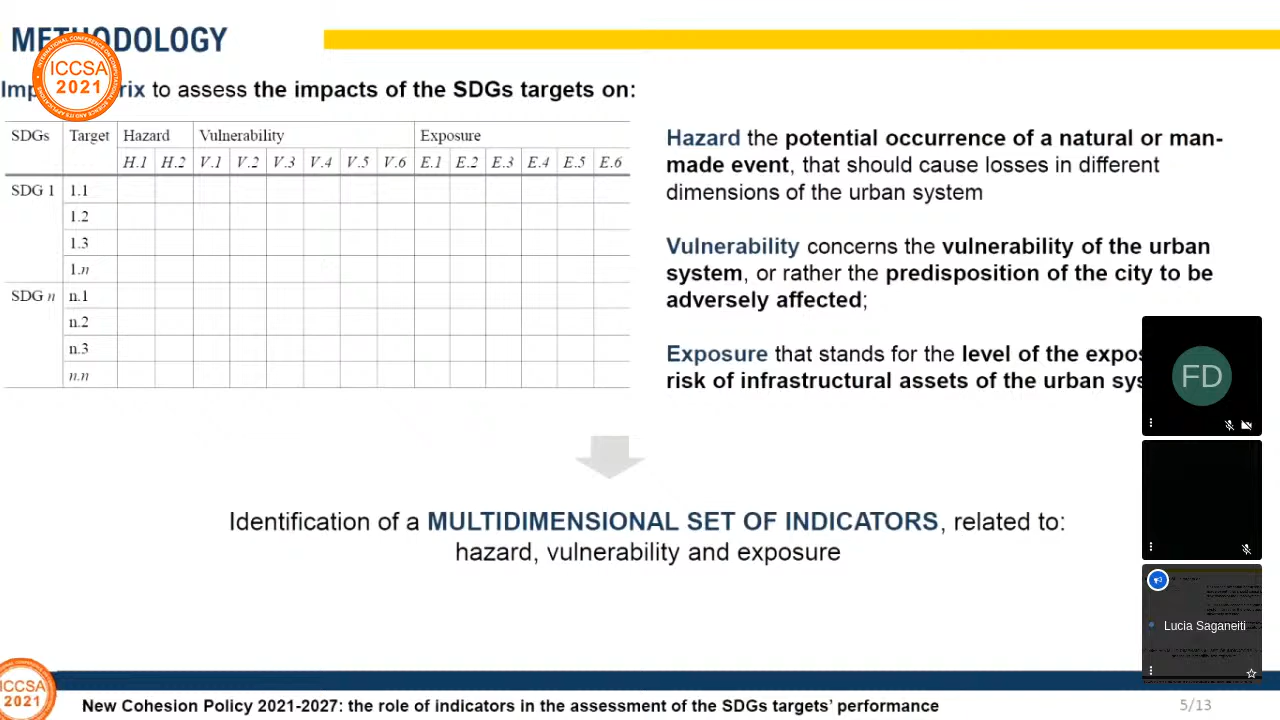 METHODOLOGY
ICCSA
2021
to assess the impacts of the SDGs targets on:
SDGs Target Hazard Vulnerability Exposure
H.1 H.2 V.1 V.2 V.3 V.4 V.5 V.6 E.1 E.2 E.3 E.4 E.5 E.6
SDG 1 1.1
1.2
1.3
1.n
SDG n n.1
n.2
n.3
n.n
Hazard the potential occurrence of a natural or man-
made event, that should cause losses in different
dimensions of the urban system
Vulnerability concerns the vulnerability of the urban
system, or rather the predisposition of the city to be
adversely affected;
Exposure that stands for the level of the
risk of infrastructural assets of the urban
FD
Identification of a MULTIDIMENSIONAL SET OF INDICATORS, related to:
hazard, vulnerability and exposure
Lucia Saganeiti
ICCSA
2021
New Cohesion Policy 2021-2027: the role of indicators in the assessment of the SDGs targets' performance
5/13